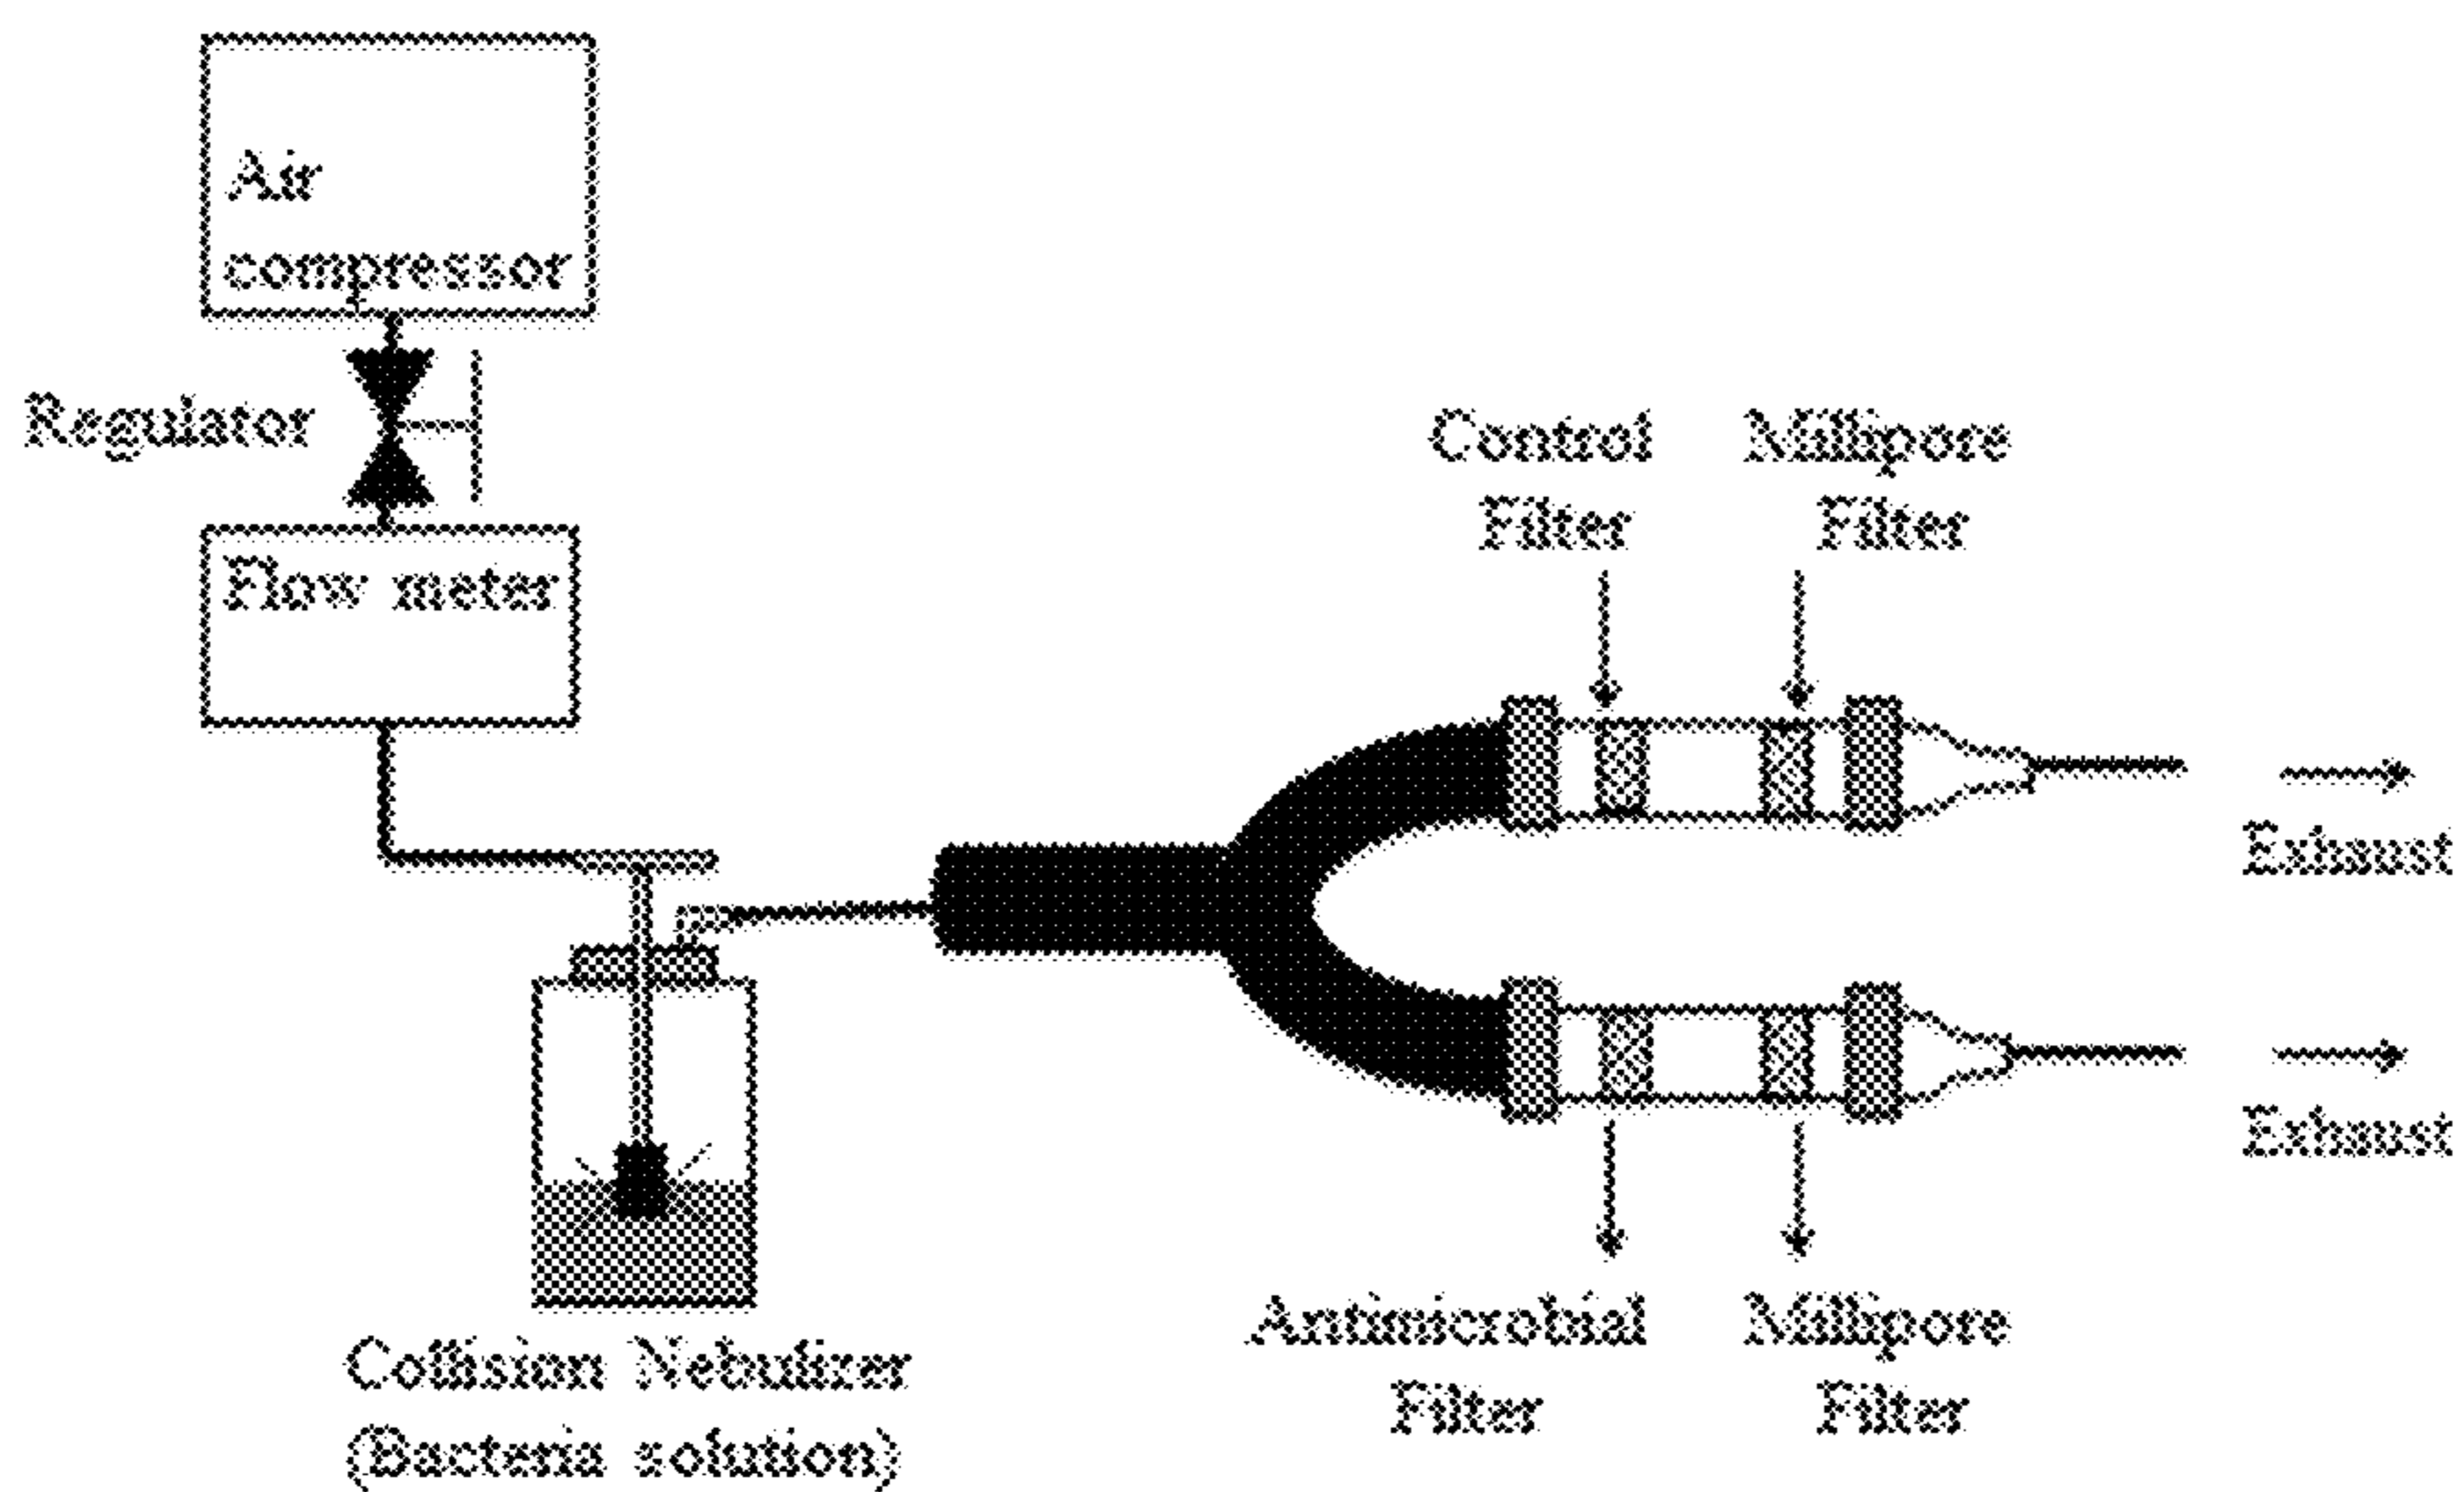 Air
compressor
Regulator
Flow meter
Control
Filter
Millipore
Filter
Exhaust
Exhaust
Antimicrobial
Filter
Millipore
Filter
Collision Nebulizer
(Bacteria solution)